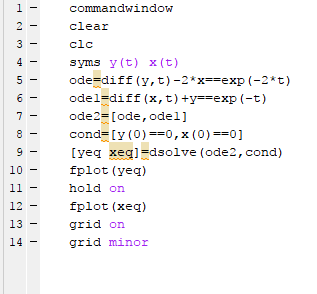 1 - commandwindow
2 - clear
3 - clc
4 - syms y(t) x(t)
5 - ode=diff(y,t)-2*x==exp(-2*t)
6 - ode1=diff(x,t)+y==exp(-t)
7 - ode2=[ode,ode1]
8 - cond=[y(0)==0,x(0)==0]
9 - [yeq xeq]=dsolve(ode2,cond)
10 - fplot(yeq)
11 - hold on
12 - fplot(xeq)
13 - grid on
14 - grid minor